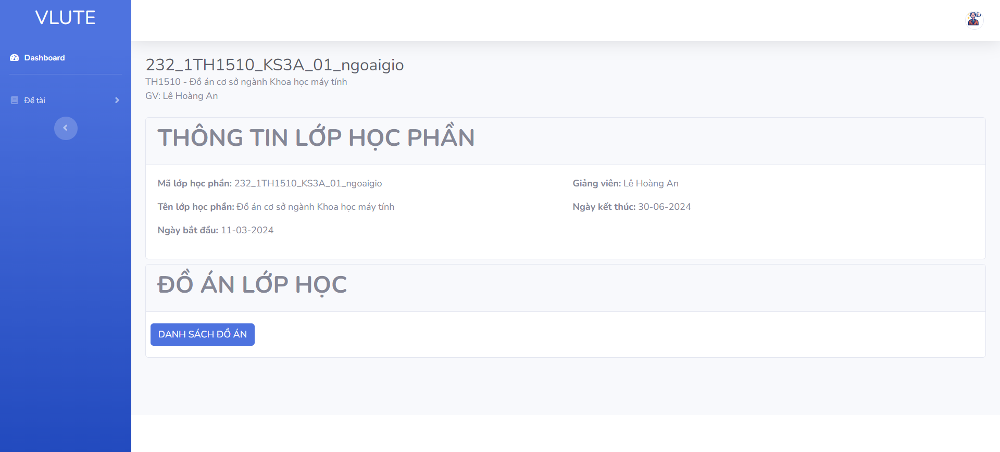 VLUTE
Dashboard
Đề tài
232_1TH1510_KS3A_01_ngoaigio
TH1510 - Đồ án cơ sở ngành Khoa học máy tính
GV: Lê Hoàng An
THÔNG TIN LỚP HỌC PHẦN
Mã lớp học phần: 232_1TH1510_KS3A_01_ngoaigio
Giảng viên: Lê Hoàng An
Tên lớp học phần: Đồ án cơ sở ngành Khoa học máy tính
Ngày kết thúc: 30-06-2024
Ngày bắt đầu: 11-03-2024
ĐỒ ÁN LỚP HỌC
DANH SÁCH ĐỒ ÁN